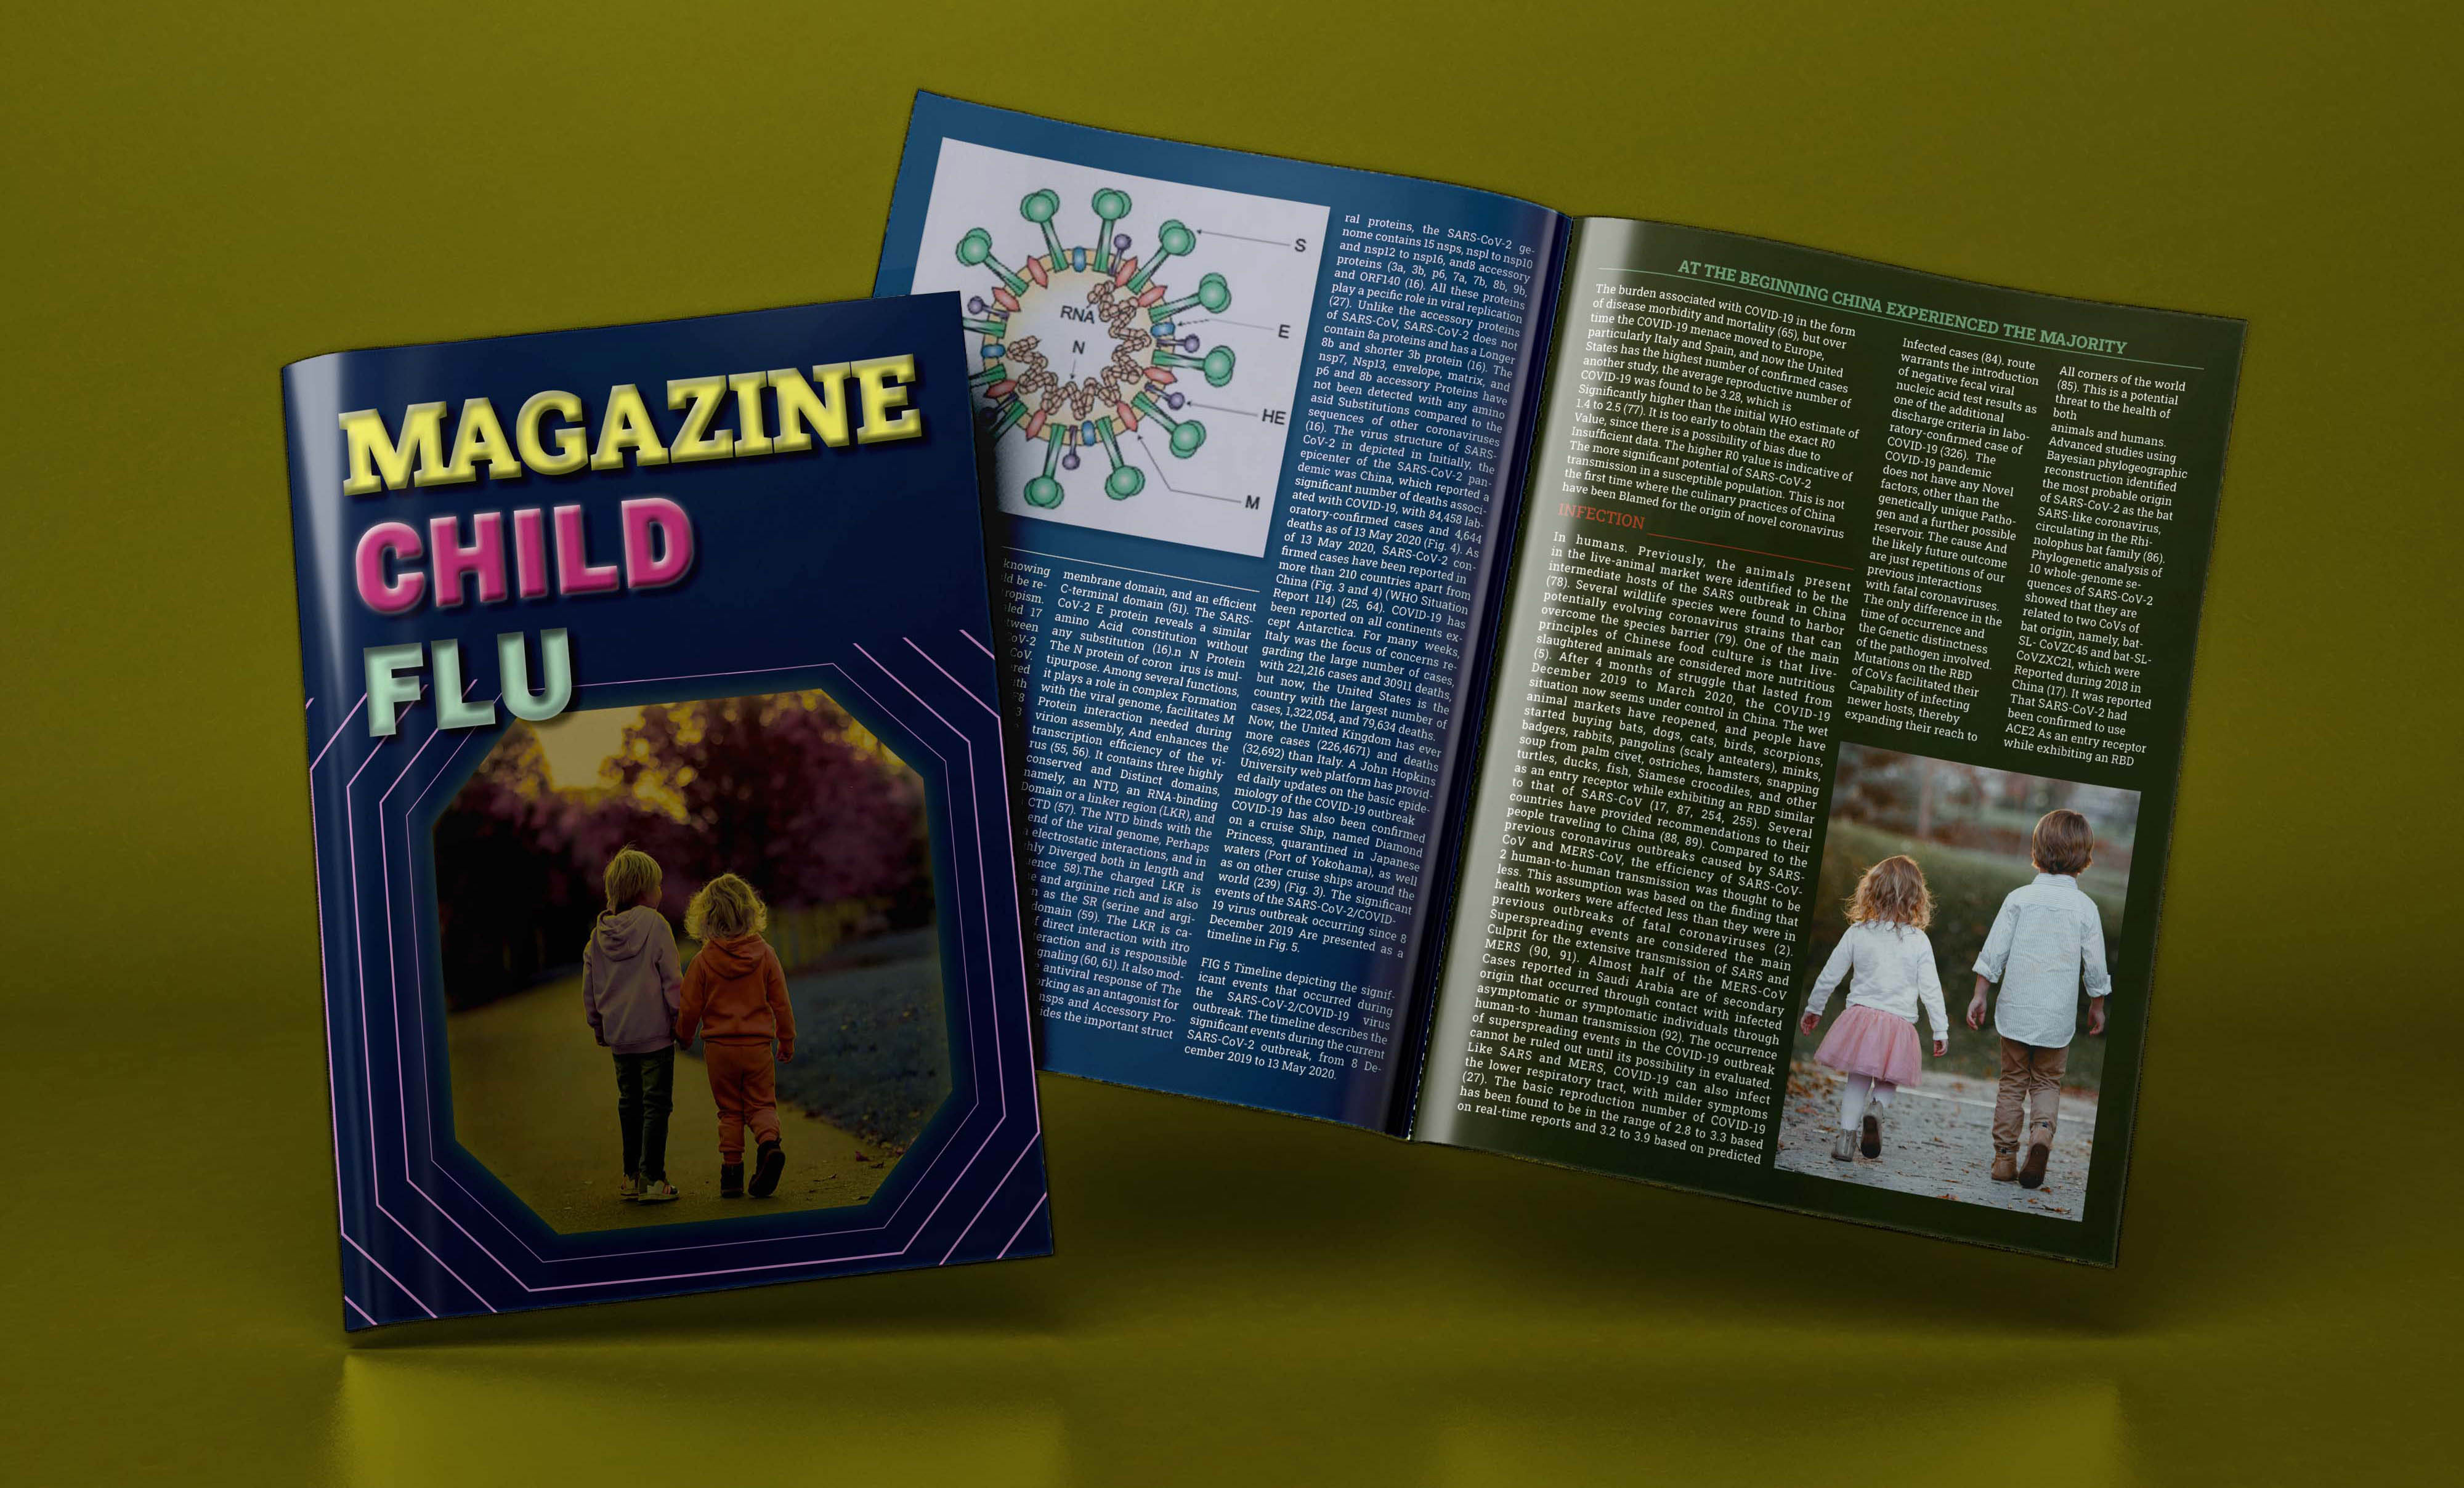 MAGAZINE
CHILD
FLU
RNA
N
S
E
HE
M
knowing
membrane domain, and an efficient
C-terminal domain (51). The SARS-
CoV-2 E protein reveals a similar
amino Acid constitution without
any substitution (16).n N Protein
The N protein of coron irus is mul-
tipurpose. Among several functions,
it plays a role in complex Formation
with the viral genome, facilitates M
Protein interaction needed during
virion assembly, And enhances the
transcription efficiency of the vi-
rus (55, 56). It contains three highly
conserved and Distinct domains,
namely, an NTD, an RNA-binding
Domain or a linker region (LKR), and
CTD (57). The NTD binds with the
end of the viral genome, Perhaps
electrostatic interactions, and in
Diverged both in length and
58).The charged LKR is
and arginine rich and is also
as the SR (serine and argi-
domain (59). The LKR is ca-
direct interaction with itro
and is responsible
(60, 61). It also mod-
antiviral response of The
as an antagonist for
nsps and Accessory Pro-
the important struct
ral proteins, the SARS-CoV-2 ge-
nome contains 15 nsps, nspl to nsp10
and nsp12 to nsp16, and8 accessory
proteins (3a, 3b, p6, 7a, 7b, 8b, 9b,
and ORF140 (16). All these proteins
play a pecific role in viral replication
(27). Unlike the accessory proteins
of SARS-CoV, SARS-CoV-2 does not
contain 8a proteins and has a Longer
8b and shorter 3b protein (16). The
nsp7, Nsp13, envelope, matrix, and
p6 and 8b accessory Proteins have
not been detected with any amino
asid Substitutions compared to the
sequences of other coronaviruses
(16). The virus structure of SARS-
CoV-2 in depicted in Initially, the
epicenter of the SARS-CoV-2 pan-
demic was China, which reported a
significant number of deaths associ-
ated with COVID-19, with 84,458 lab-
oratory-confirmed cases and 4,644
deaths as of 13 May 2020 (Fig. 4). As
of 13 May 2020, SARS-CoV-2 con-
firmed cases have been reported in
more than 210 countries apart from
China (Fig. 3 and 4) (WHO Situation
Report 114) (25, 64). COVID-19 has
been reported on all continents ex-
cept Antarctica. For many weeks,
Italy was the focus of concerns re-
garding the large number of cases,
with 221,216 cases and 30911 deaths,
but now, the United States is the
country with the largest number of
cases, 1,322,054, and 79,634 deaths.
Now, the United Kingdom has ever
more cases (226,4671) and deaths
(32,692) than Italy. A John Hopkins
University web platform has provid-
ed daily updates on the basic epide-
miology of the COVID-19 outbreak
COVID-19 has also been confirmed
on a cruise Ship, named Diamond
Princess, quarantined in Japanese
waters (Port of Yokohama), as well
as on other cruise ships around the
world (239) (Fig. 3). The significant
events of the SARS-CoV-2/COVID-
19 virus outbreak occurring since 8
December 2019 Are presented as a
timeline in Fig. 5.
FIG 5 Timeline depicting the signif-
icant events that occurred during
the SARS-CoV-2/COVID-19 virus
outbreak. The timeline describes the
significant events during the current
SARS-CoV-2 outbreak, from 8 De-
cember 2019 to 13 May 2020.
AT THE BEGINNING CHINA EXPERIENCED THE MAJORITY
The burden associated with COVID-19 in the form
of disease morbidity and mortality (65), but over
time the COVID-19 menace moved to Europe,
particularly Italy and Spain, and now the United
States has the highest number of confirmed cases
another study, the average reproductive number of
COVID-19 was found to be 3.28, which is
Significantly higher than the initial WHO estimate of
1.4 to 2.5 (77). It is too early to obtain the exact R0
Value, since there is a possibility of bias due to
Insufficient data. The higher R0 value is indicative of
The more significant potential of SARS-CoV-2
transmission in a susceptible population. This is not
the first time where the culinary practices of China
have been Blamed for the origin of novel coronavirus
INFECTION
In humans. Previously, the animals present
in the live-animal market were identified to be the
intermediate hosts of the SARS outbreak in China
(78). Several wildlife species were found to harbor
potentially evolving coronavirus strains that can
overcome the species barrier (79). One of the main
principles of Chinese food culture is that live-
slaughtered animals are considered more nutritious
(5). After 4 months of struggle that lasted from
December 2019 to March 2020, the COVID-19
situation now seems under control in China. The wet
animal markets have reopened, and people have
started buying bats, dogs, cats, birds, scorpions,
badgers, rabbits, pangolins (scaly anteaters), minks,
soup from palm civet, ostriches, hamsters, snapping
turtles, ducks, fish, Siamese crocodiles, and other
as an entry receptor while exhibiting an RBD similar
to that of SARS-CoV (17, 87, 254, 255). Several
countries have provided recommendations to their
people traveling to China (88, 89). Compared to the
previous coronavirus outbreaks caused by SARS-
CoV and MERS-CoV, the efficiency of SARS-CoV-
2 human-to-human transmission was thought to be
less. This assumption was based on the finding that
health workers were affected less than they were in
previous outbreaks of fatal coronaviruses (2).
Superspreading events are considered the main
Culprit for the extensive transmission of SARS and
MERS (90, 91). Almost half of the MERS-CoV
Cases reported in Saudi Arabia are of secondary
origin that occurred through contact with infected
asymptomatic or symptomatic individuals through
human-to -human transmission (92). The occurrence
of superspreading events in the COVID-19 outbreak
cannot be ruled out until its possibility in evaluated.
Like SARS and MERS, COVID-19 can also infect
the lower respiratory tract, with milder symptoms
(27). The basic reproduction number of COVID-19
has been found to be in the range of 2.8 to 3.3 based
on real-time reports and 3.2 to 3.9 based on predicted
Infected cases (84). route
warrants the introduction
of negative fecal viral
nucleic acid test results as
one of the additional
discharge criteria in labo-
ratory-confirmed case of
COVID-19 (326). The
COVID-19 pandemic
does not have any Novel
factors, other than the
genetically unique Patho-
gen and a further possible
reservoir. The cause And
the likely future outcome
are just repetitions of our
previous interactions
with fatal coronaviruses.
The only difference in the
time of occurrence and
the Genetic distinctness
of the pathogen involved.
Mutations on the RBD
of CoVs facilitated their
Capability of infecting
newer hosts, thereby
expanding their reach to
All corners of the world
(85). This is a potential
threat to the health of
both
animals and humans.
Advanced studies using
Bayesian phylogeographic
reconstruction identified
the most probable origin
of SARS-CoV-2 as the bat
SARS-like coronavirus,
circulating in the Rhi-
nolophus bat family (86).
Phylogenetic analysis of
10 whole-genome se-
quences of SARS-CoV-2
showed that they are
related to two CoVs of
bat origin, namely, bat-
SL- CoVZC45 and bat-SL-
CoVZXC21, which were
Reported during 2018 in
China (17). It was reported
That SARS-CoV-2 had
been confirmed to use
ACE2 As an entry receptor
while exhibiting an RBD